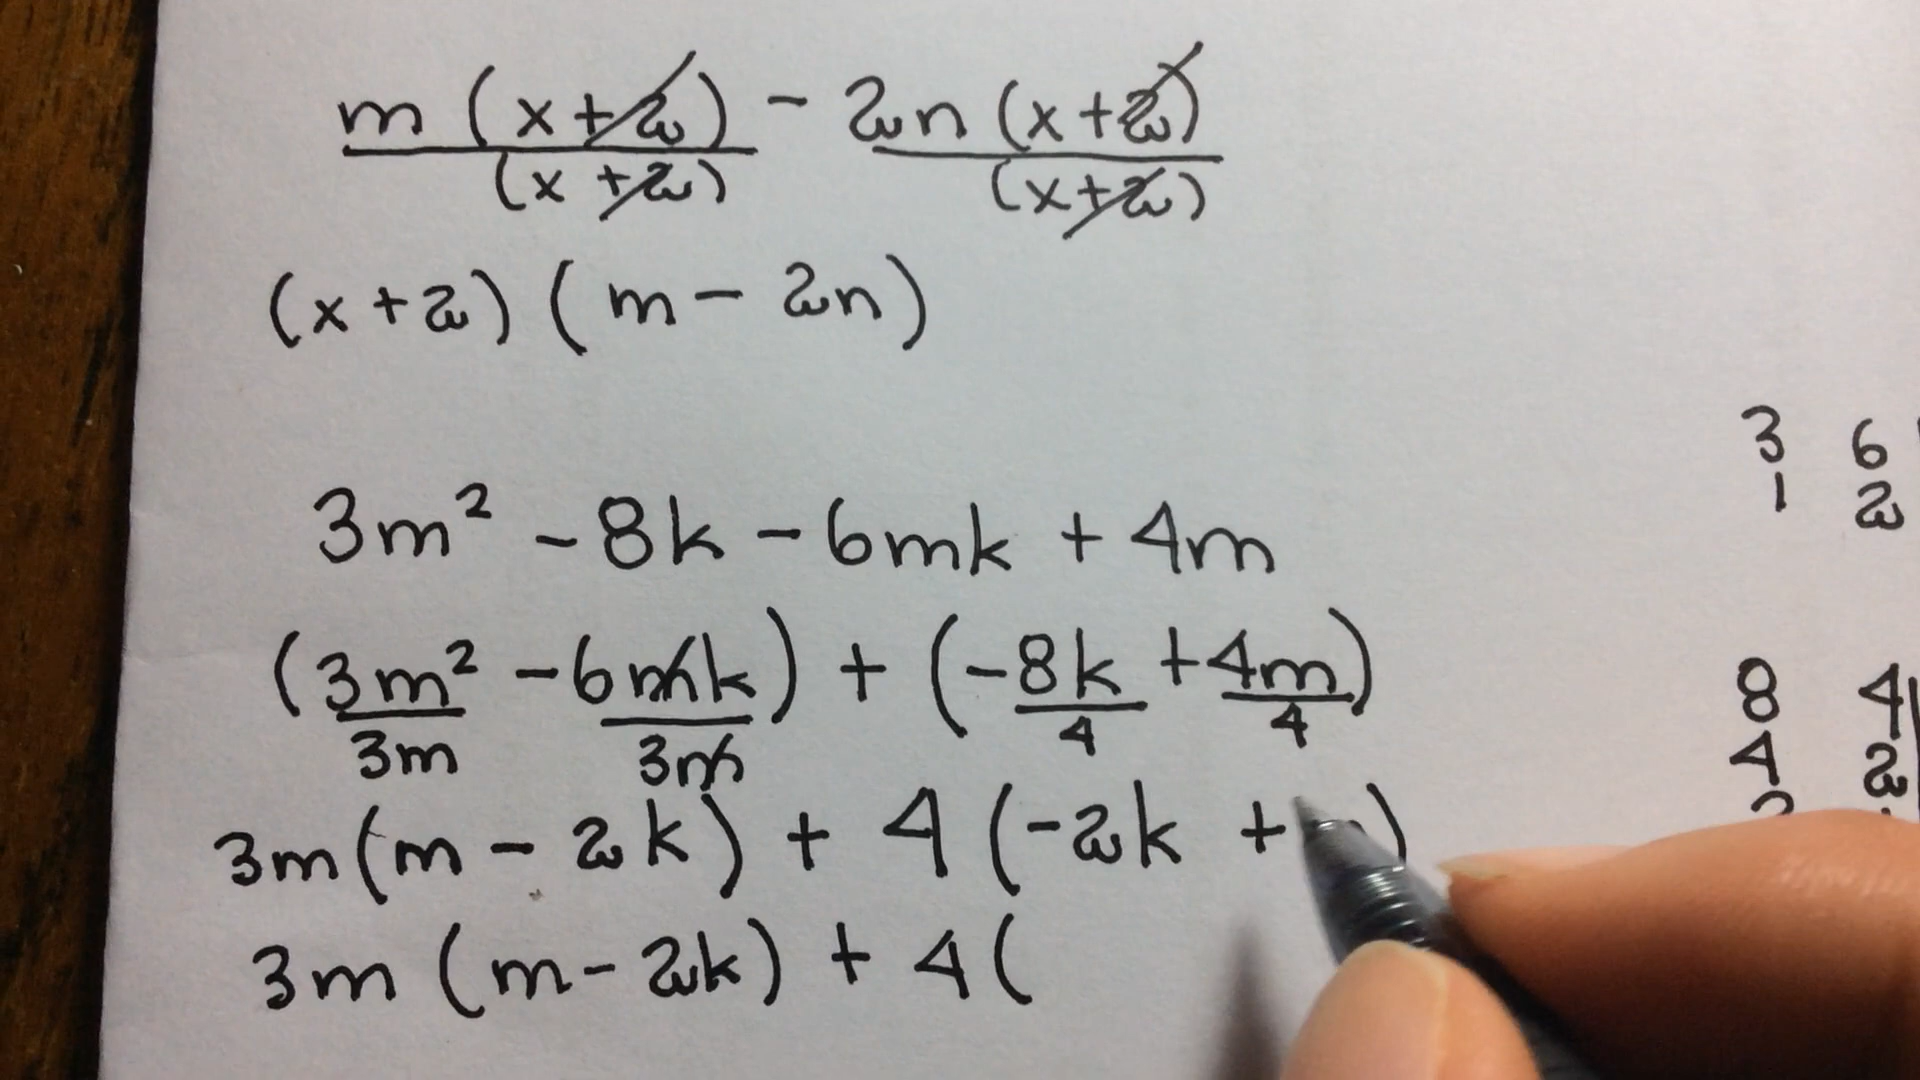 m (x+2) - 2n (x+2)
(x+2) (x+2)
(x+2) (m - 2n)
3 6
1 2
3m² - 8k - 6mk + 4m
(3m² - 6mk) + (-8k + 4m)
3m 3m 4 4
8 4
4 2
3m (m - 2k) + 4 (-2k + )
3m (m - 2k) + 4 (